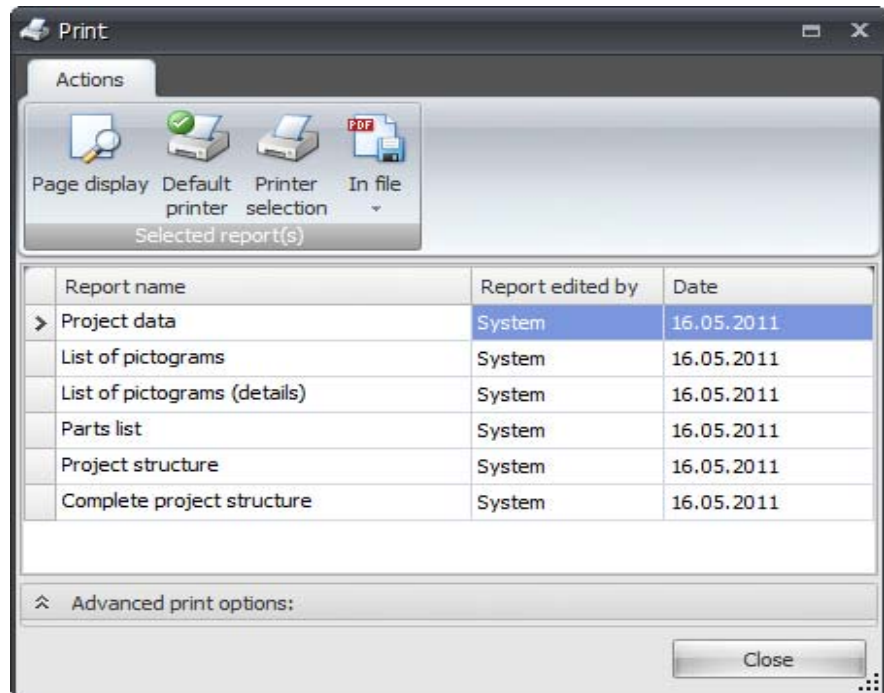 Print
Actions
Page display
Default printer
Printer selection
PDF
In file
Selected report(s)
Report name Report edited by Date
> Project data System 16.05.2011
List of pictograms System 16.05.2011
List of pictograms (details) System 16.05.2011
Parts list System 16.05.2011
Project structure System 16.05.2011
Complete project structure System 16.05.2011
Advanced print options:
Close